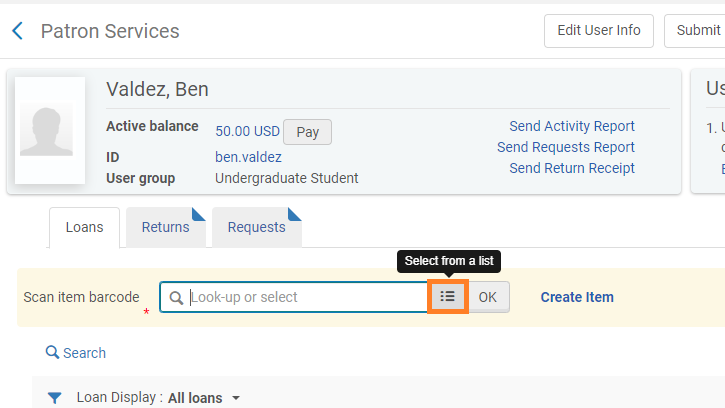 Patron Services
Edit User Info
Submit
Valdez, Ben
Active balance 50.00 USD Pay
ID ben.valdez
User group Undergraduate Student
Send Activity Report
Send Requests Report
Send Return Receipt
Us
1.
Loans Returns Requests
Select from a list
Scan item barcode * Look-up or select OK Create Item
Search
Loan Display : All loans